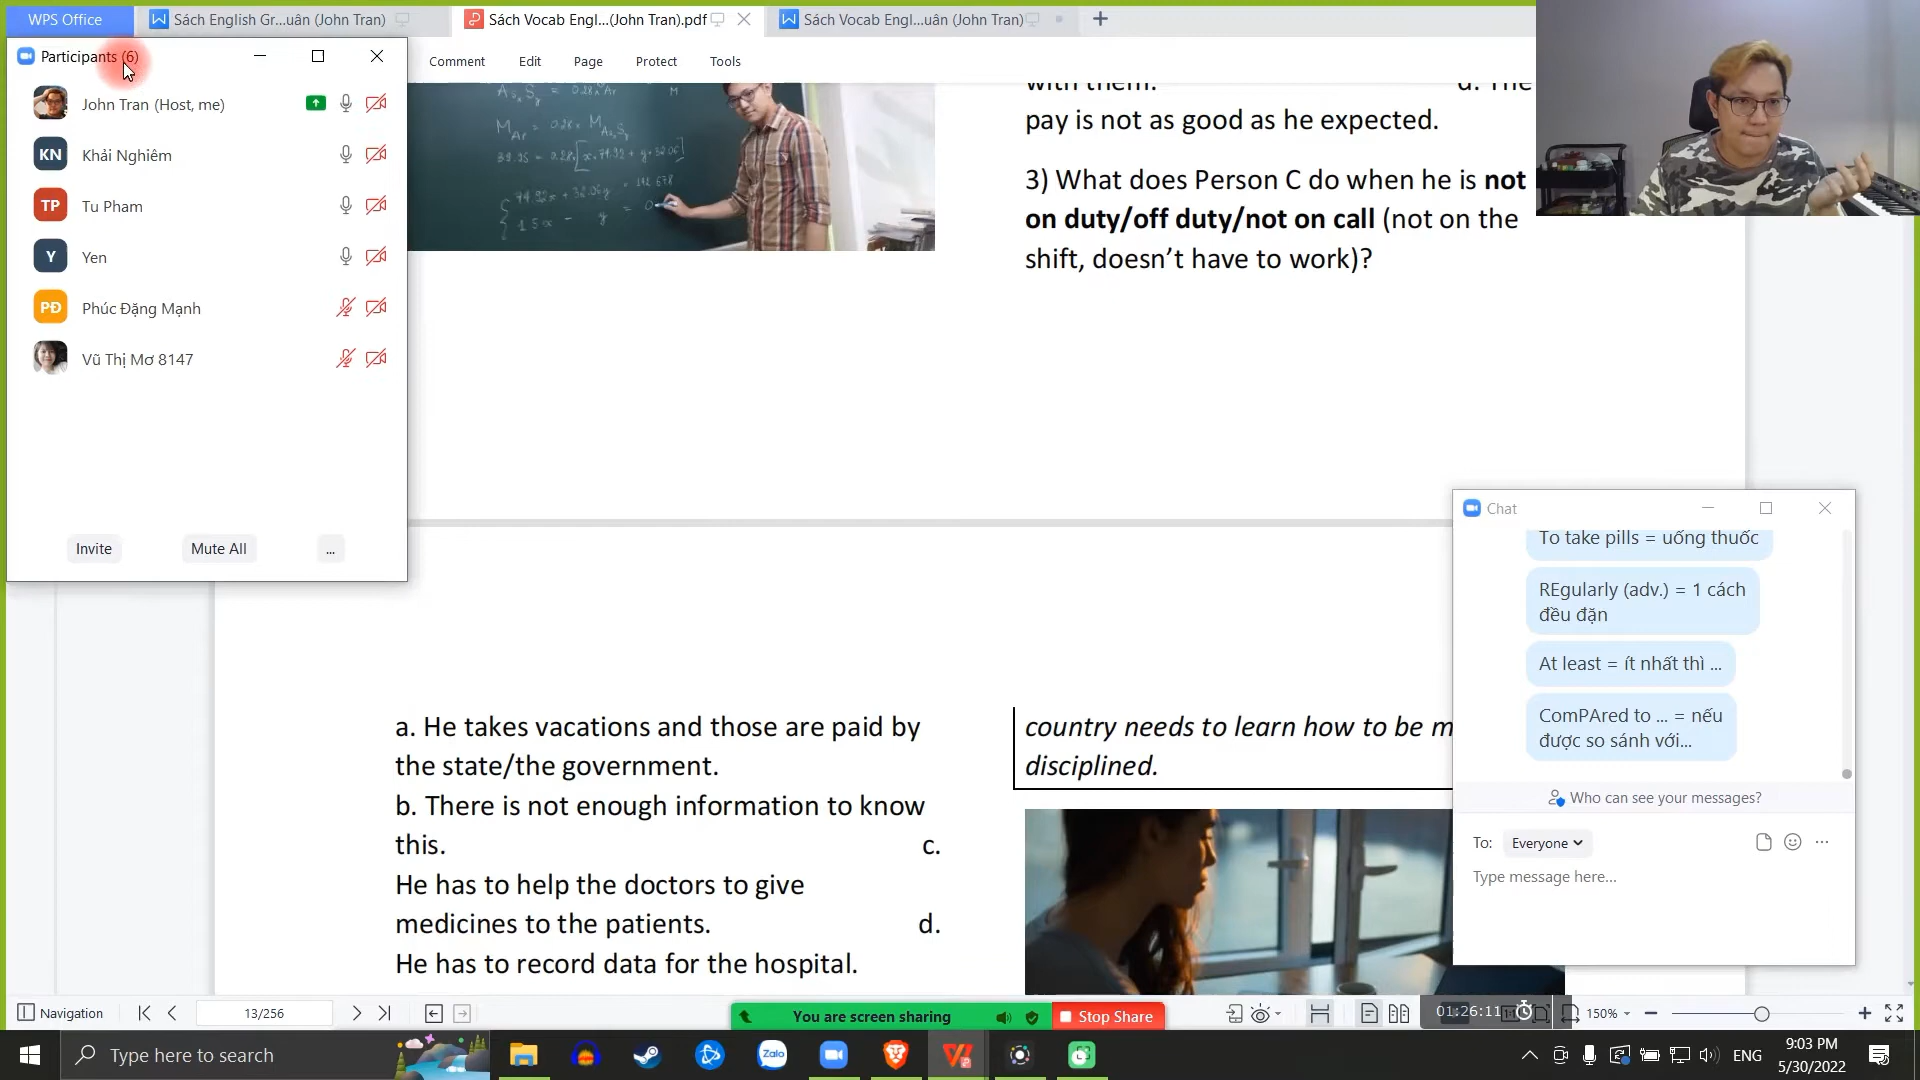 WPS Office
Sách English Gr...uân (John Tran)
Sách Vocab Engl...(John Tran).pdf
Sách Vocab Engl...uân (John Tran)
Participants (6)
Comment
Edit
Page
Protect
Tools
John Tran (Host, me)
KN
Khải Nghiêm
TP
Tu Pham
Y
Yen
PĐ
Phúc Đặng Mạnh
Vũ Thị Mơ 8147
Invite
Mute All
...
with them.
d. The
pay is not as good as he expected.
3) What does Person C do when he is not
on duty/off duty/not on call (not on the
shift, doesn't have to work)?
a. He takes vacations and those are paid by
the state/the government.
b. There is not enough information to know
this.
c.
He has to help the doctors to give
medicines to the patients.
d.
He has to record data for the hospital.
country needs to learn how to be m
disciplined.
Chat
To take pills = uống thuốc
REgularly (adv.) = 1 cách
đều đặn
At least = ít nhất thì ...
ComPAred to ... = nếu
được so sánh với...
Who can see your messages?
To:
Everyone
Type message here...
Navigation
13/256
You are screen sharing
Stop Share
01:26:11
150%
Type here to search
Zalo
ENG
9:03 PM
5/30/2022